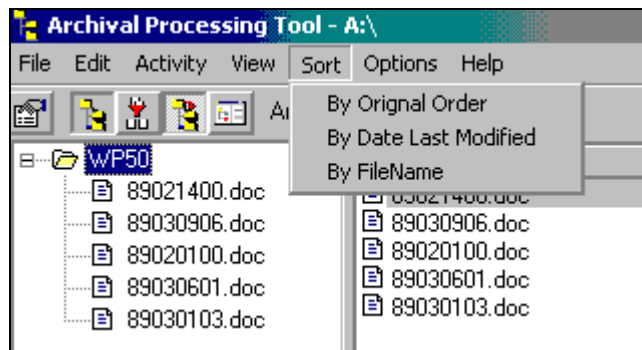 Archival Processing Tool - A:\
File Edit Activity View Sort Options Help
By Orignal Order
By Date Last Modified
By FileName
WP50
89021400.doc
89030906.doc
89020100.doc
89030601.doc
89030103.doc
89021400.doc
89030906.doc
89020100.doc
89030601.doc
89030103.doc